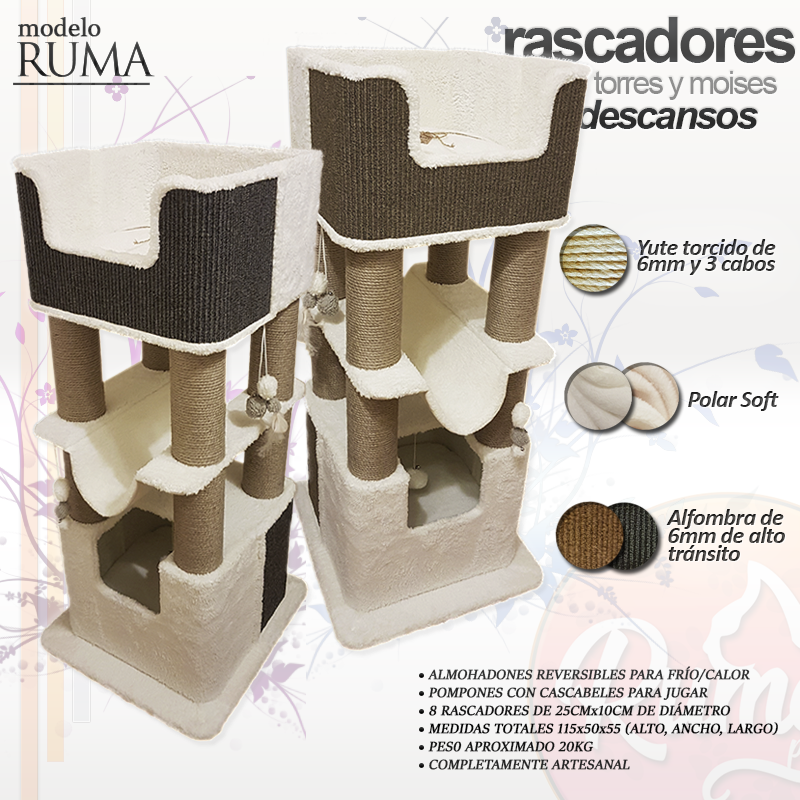 modelo
RUMA
rascadores
torres y moises
descansos
Yute torcido de
6mm y 3 cabos
Polar Soft
Alfombra de
6mm de alto
tránsito
• ALMOHADONES REVERSIBLES PARA FRÍO/CALOR
• POMPONES CON CASCABELES PARA JUGAR
• 8 RASCADORES DE 25CMx10CM DE DIÁMETRO
• MEDIDAS TOTALES 115x50x55 (ALTO, ANCHO, LARGO)
• PES0 APROXIMADO 20KG
• COMPLETAMENTE ARTESANAL